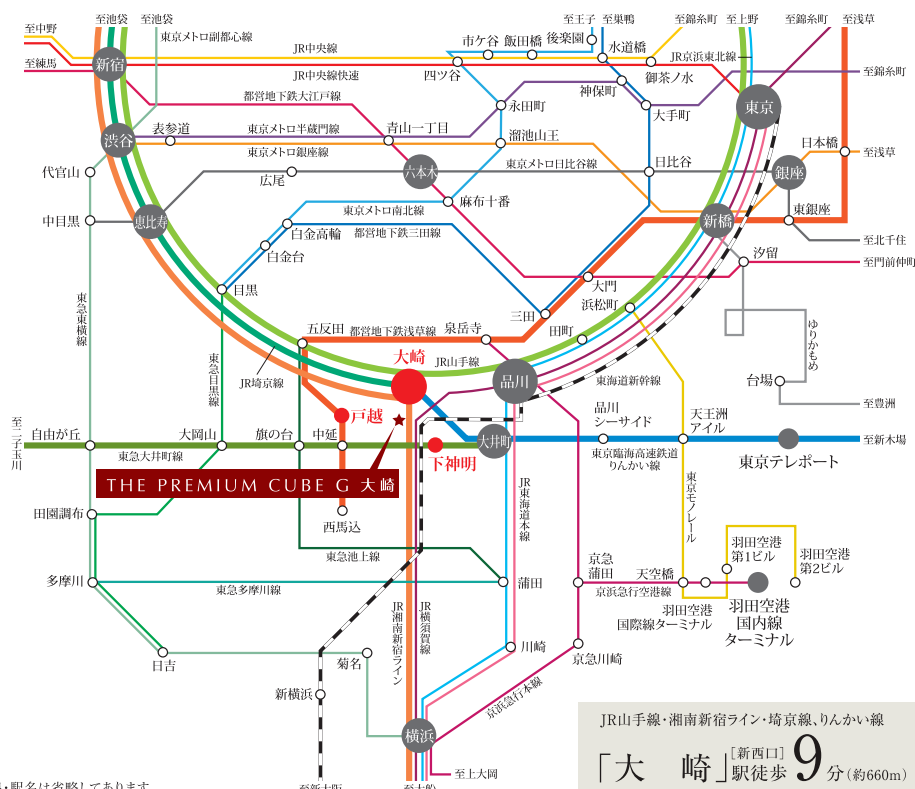 至池袋
至池袋
至王子
至巣鴨
至錦糸町
至上野
至錦糸町
至浅草
至中野
東京メトロ副都心線
市ケ谷
飯田橋
後楽園
水道橋
JR中央線
JR京浜東北線
新宿
至練馬
JR中央線快速
四ツ谷
御茶ノ水
至錦糸町
都営地下鉄大江戸線
永田町
神保町
大手町
東京
渋谷
表参道
東京メトロ半蔵門線
青山一丁目
溜池山王
日本橋
東京メトロ銀座線
至浅草
代官山
広尾
六本木
東京メトロ日比谷線
日比谷
銀座
中目黒
恵比寿
東京メトロ南北線
麻布十番
新橋
東銀座
白金高輪
都営地下鉄三田線
至北千住
白金台
汐留
至門前仲町
目黒
大門
浜松町
東急東横線
三田
五反田
都営地下鉄浅草線
泉岳寺
田町
ゆりかもめ
東急目黒線
JR埼京線
大崎
JR山手線
品川
東海道新幹線
台場
至豊洲
戸越
品川
シーサイド
天王洲
アイル
至二子玉川
自由が丘
大岡山
旗の台
中延
大井町
至新木場
東急大井町線
下神明
東京臨海高速鉄道
りんかい線
東京テレポート
THE PREMIUM CUBE G 大崎
JR東海道本線
東京モノレール
田園調布
西馬込
東急池上線
京急
蒲田
天空橋
羽田空港
第1ビル
羽田空港
第2ビル
多摩川
東急多摩川線
蒲田
京浜急行空港線
羽田空港
国際線ターミナル
羽田空港
国内線
ターミナル
JR湘南新宿ライン
JR横須賀線
日吉
菊名
川崎
京急川崎
新横浜
京浜急行本線
横浜
至上大岡
JR山手線・湘南新宿ライン・埼京線、りんかい線
「大崎」[新西口]駅徒歩9分(約660m)
駅名は省略してあります
至新大阪
至大船